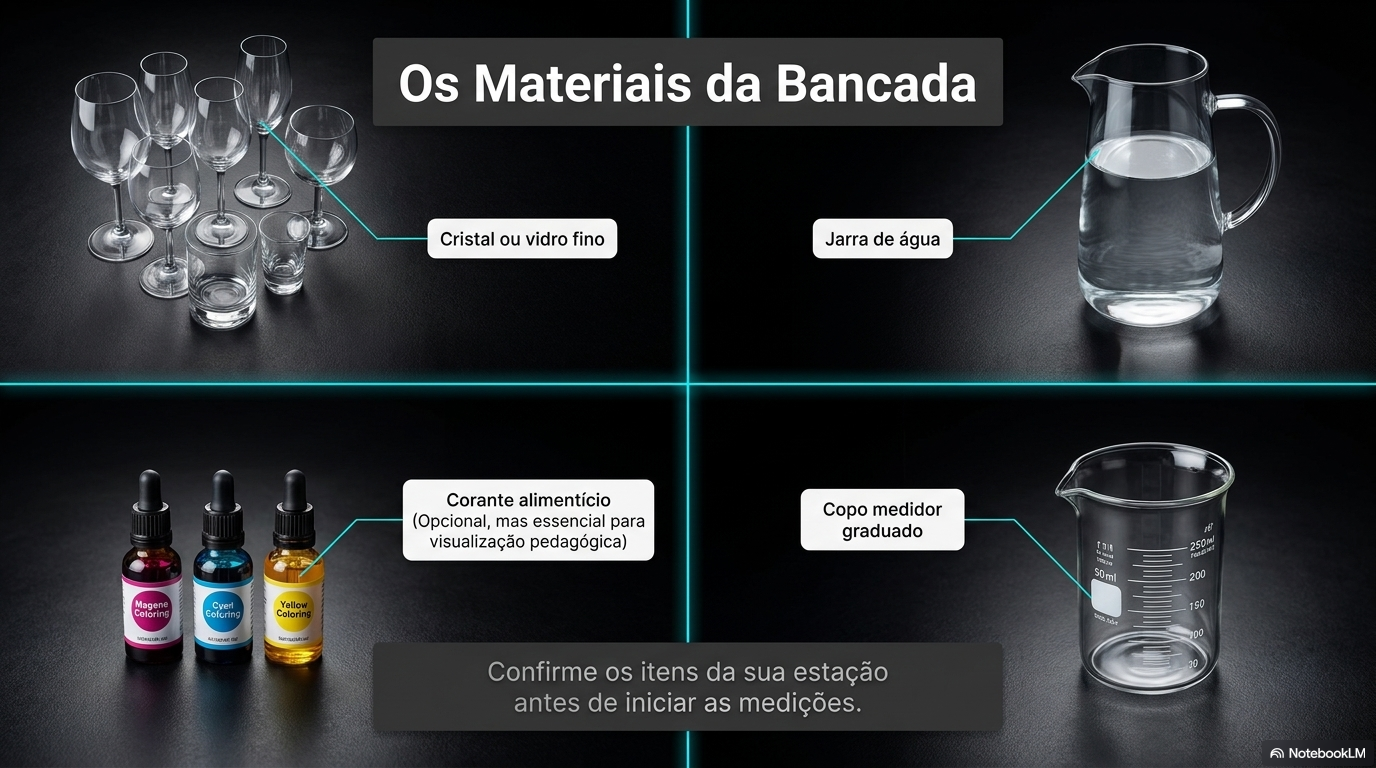 Os Materiais da Bancada
Cristal ou vidro fino
Jarra de água
Corante alimentício
(Opcional, mas essencial para
visualização pedagógica)
Copo medidor
graduado
Magene
Coloring
Cyerl
Coforing
Yellow
Coloring
250ml
50ml
200
190
100
Confirme os itens da sua estação
antes de iniciar as medições.
NotebookLM